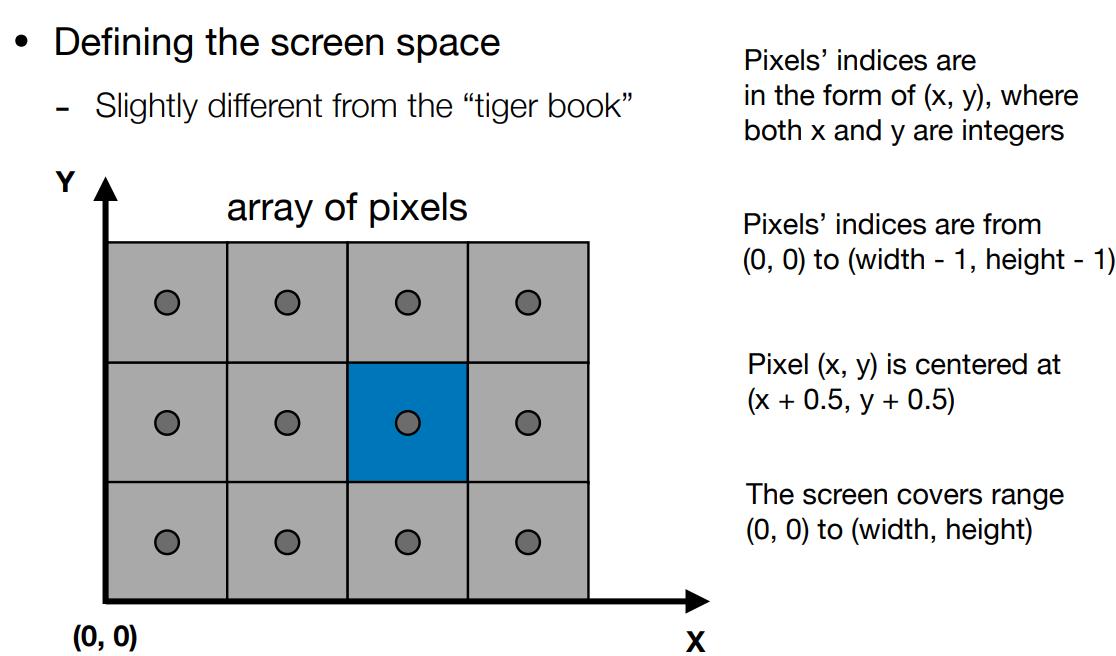 • Defining the screen space
- Slightly different from the “tiger book”
Y
array of pixels
(0, 0)
X
Pixels’ indices are
in the form of (x, y), where
both x and y are integers
Pixels’ indices are from
(0, 0) to (width - 1, height - 1)
Pixel (x, y) is centered at
(x + 0.5, y + 0.5)
The screen covers range
(0, 0) to (width, height)